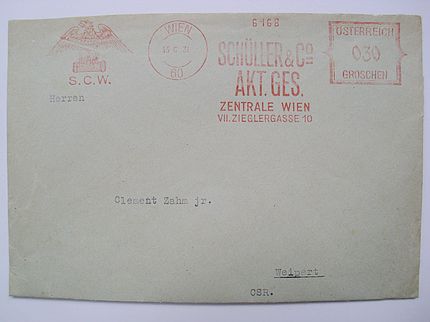 S.C.W.
WIEN
60
6168
SCHÜLLER & Co
AKT. GES.
ZENTRALE WIEN
VII. ZIEGLERGASSE 10
ÖSTERREICH
030
GROSCHEN
Herren
Clement Zahm jr.
Weipert
CSR.